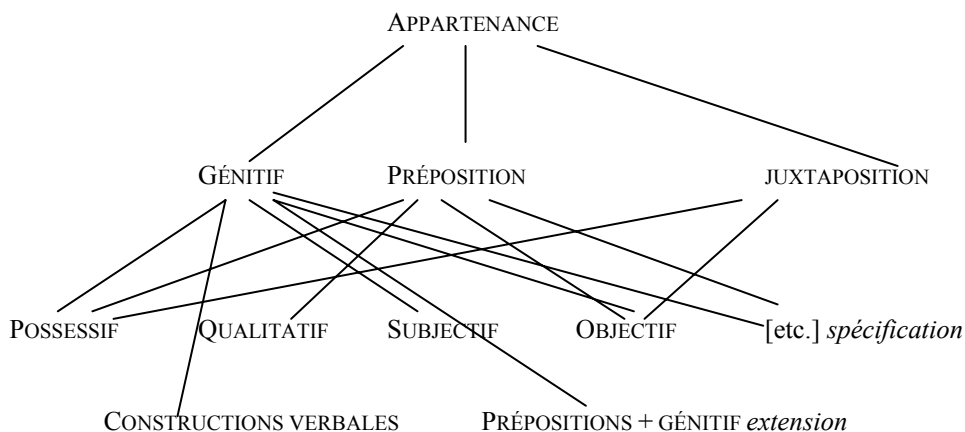 APPARTENANCE
GÉNITIF PRÉPOSITION JUXTAPOSITION
POSSESSIF QUALITATIF SUBJECTIF OBJECTIF [etc.] spécification
CONSTRUCTIONS VERBALES PRÉPOSITIONS + GÉNITIF extension